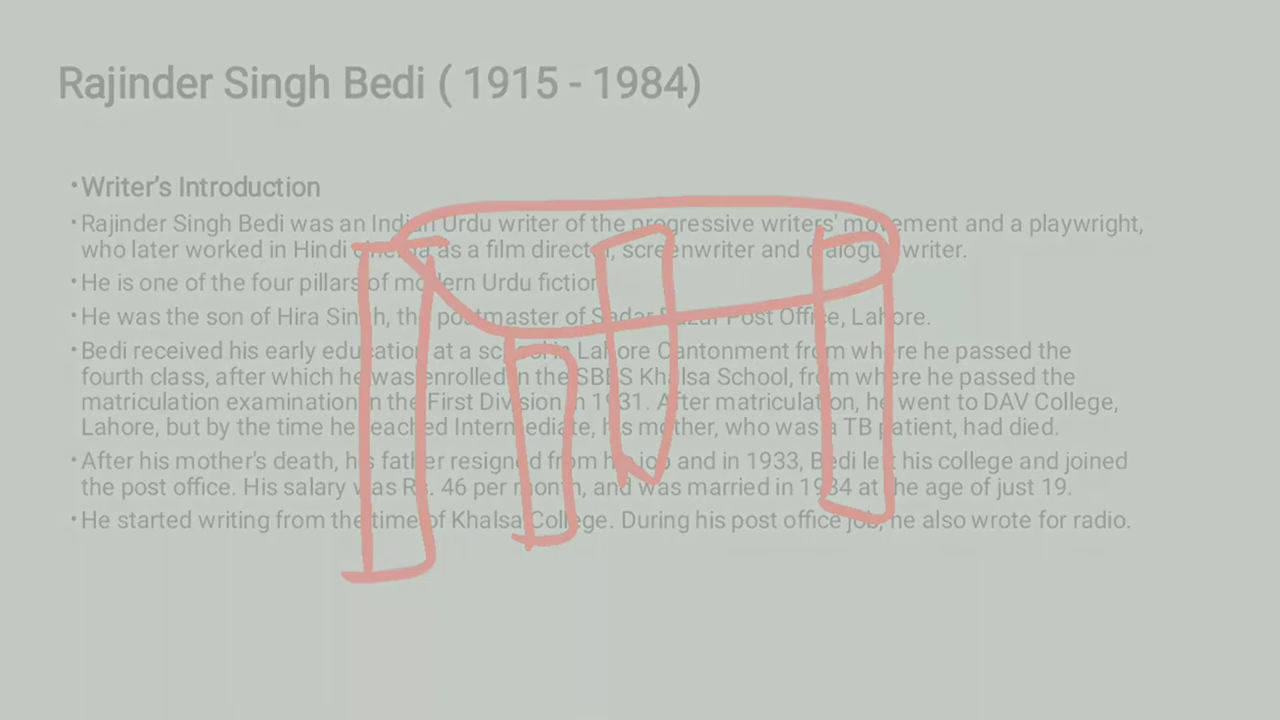 Rajinder Singh Bedi ( 1915 - 1984)
•Writer's Introduction
•Rajinder Singh Bedi was an Indian Urdu writer of the progressive writers' movement and a playwright,
who later worked in Hindi cinema as a film director, screenwriter and dialogue writer.
•He is one of the four pillars of modern Urdu fiction.
•He was the son of Hira Singh, the postmaster of Sadar Bazar Post Office, Lahore.
•Bedi received his early education at a school in Lahore Cantonment from where he passed the
fourth class, after which he was enrolled in the SBBS Khalsa School, from where he passed the
matriculation examination in the First Division in 1931. After matriculation, he went to DAV College,
Lahore, but by the time he reached Intermediate, his mother, who was a TB patient, had died.
•After his mother's death, his father resigned from his job and in 1933, Bedi left his college and joined
the post office. His salary was Rs. 46 per month, and was married in 1934 at the age of just 19.
•He started writing from the time of Khalsa College. During his post office job, he also wrote for radio.